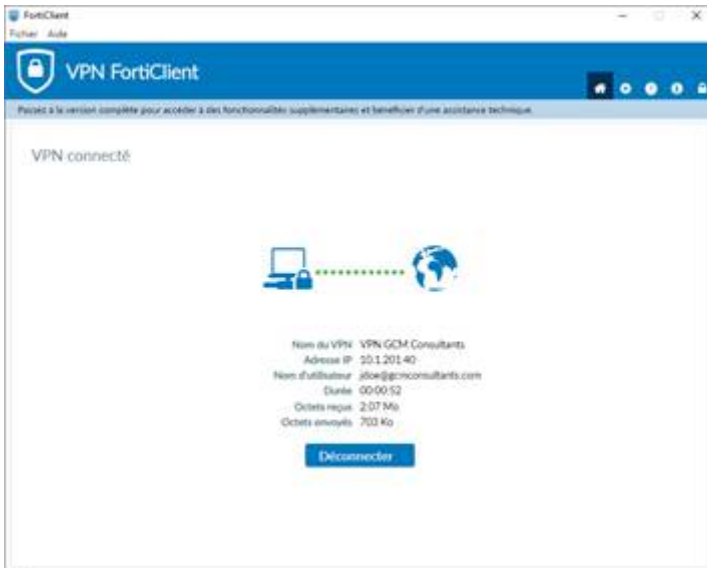 FortiClient
Fichier Aide
VPN FortiClient
Passez à la version complète pour accéder à des fonctionnalités supplémentaires et bénéficier d'une assistance technique.
VPN connecté
Nom du VPN VPN GCM Consultants
Adresse IP 10.1.201.40
Nom d'utilisateur jdoe@gcmconsultants.com
Durée 00:00:52
Octets reçus 2.07 Mo
Octets envoyés 703 Ko
Déconnecter